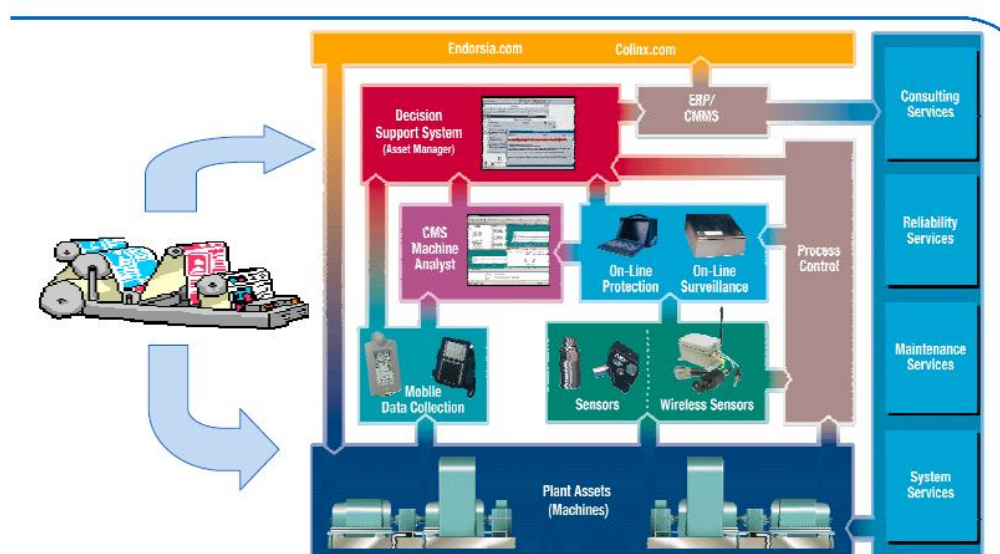 Endorsia.com
Colinx.com
Decision
Support System
(Asset Manager)
ERP/
CMMS
Consulting
Services
CMS
Machine
Analyst
On-Line
Protection
On-Line
Surveillance
Process
Control
Reliability
Services
Mobile
Data Collection
Sensors
Wireless Sensors
Maintenance
Services
Plant Assets
(Machines)
System
Services